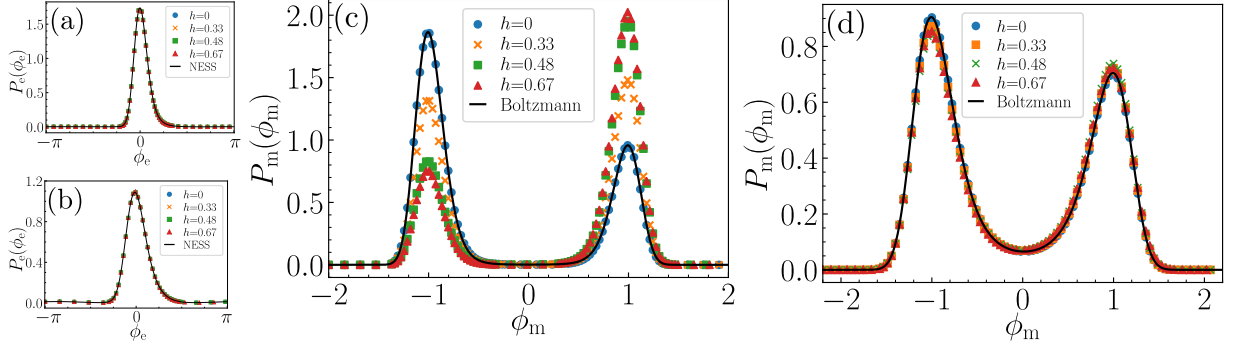 (a)
h=0
h=0.33
h=0.48
h=0.67
NESS
1.5
1.0
0.5
0.0
P_e(ϕ_e)
−π
0
π
ϕ_e
(b)
h=0
h=0.33
h=0.48
h=0.67
NESS
1.2
0.8
0.4
0.0
P_e(ϕ_e)
−π
0
π
ϕ_e
(c)
h=0
h=0.33
h=0.48
h=0.67
Boltzmann
2.0
1.5
1.0
0.5
0.0
P_m(ϕ_m)
−2
−1
0
1
2
ϕ_m
(d)
h=0
h=0.33
h=0.48
h=0.67
Boltzmann
0.8
0.6
0.4
0.2
0.0
P_m(ϕ_m)
−2
−1
0
1
2
ϕ_m